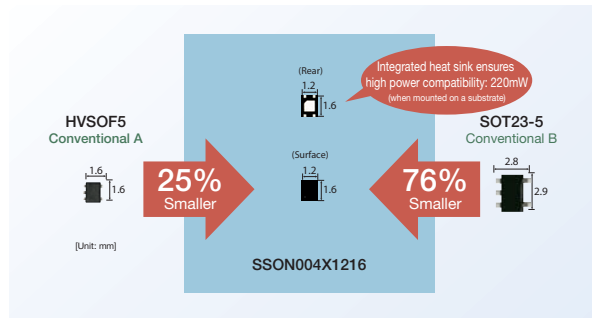 (Rear)
1.2
1.6
Integrated heat sink ensures
high power compatibility: 220mW
(when mounted on a substrate)
HVSOF5
Conventional A
1.6
1.6
25%
Smaller
(Surface)
1.2
1.6
76%
Smaller
SOT23-5
Conventional B
2.8
2.9
[Unit: mm]
SSON004X1216